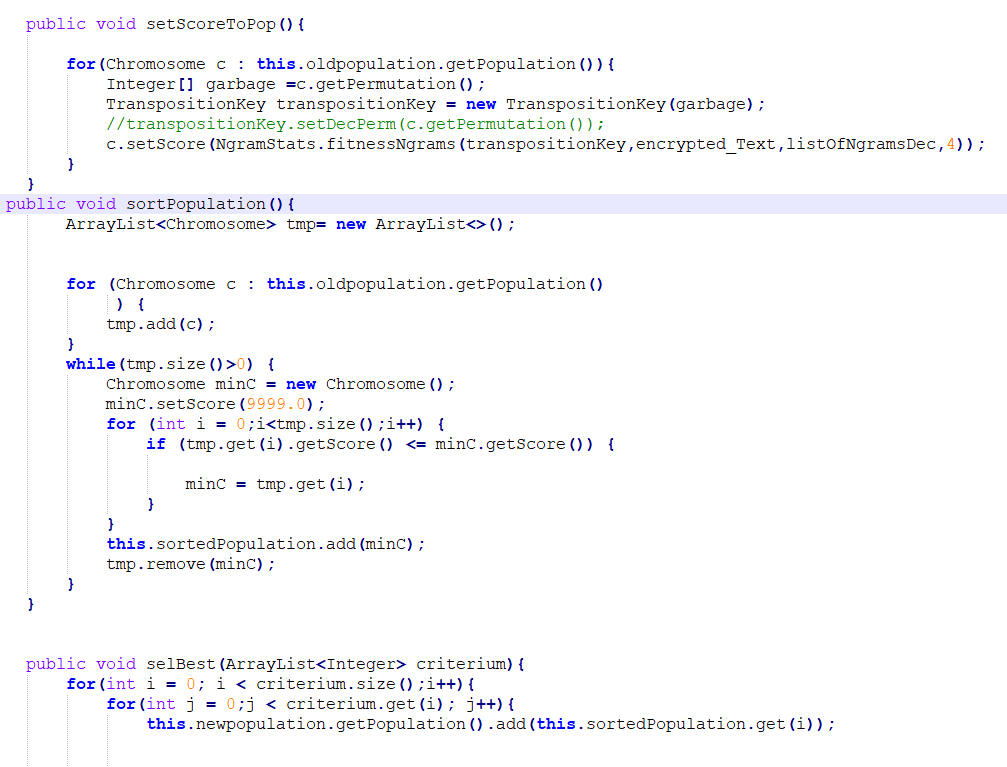 public void setScoreToPop(){
for(Chromosome c : this.oldpopulation.getPopulation()){
Integer[] garbage =c.getPermutation();
TranspositionKey transpositionKey = new TranspositionKey(garbage);
//transpositionKey.setDecPerm(c.getPermutation());
c.setScore(NgramStats.fitnessNgrams(transpositionKey,encrypted_Text,listOfNgramsDec,4));
}
}
public void sortPopulation(){
ArrayList<Chromosome> tmp= new ArrayList<>();
for (Chromosome c : this.oldpopulation.getPopulation()
) {
tmp.add(c);
}
while(tmp.size()>0) {
Chromosome minC = new Chromosome();
minC.setScore(9999.0);
for (int i = 0;i<tmp.size();i++) {
if (tmp.get(i).getScore() <= minC.getScore()) {
minC = tmp.get(i);
}
}
this.sortedPopulation.add(minC);
tmp.remove(minC);
}
}
public void selBest(ArrayList<Integer> criterium){
for(int i = 0; i < criterium.size();i++){
for(int j = 0;j < criterium.get(i); j++){
this.newpopulation.getPopulation().add(this.sortedPopulation.get(i));